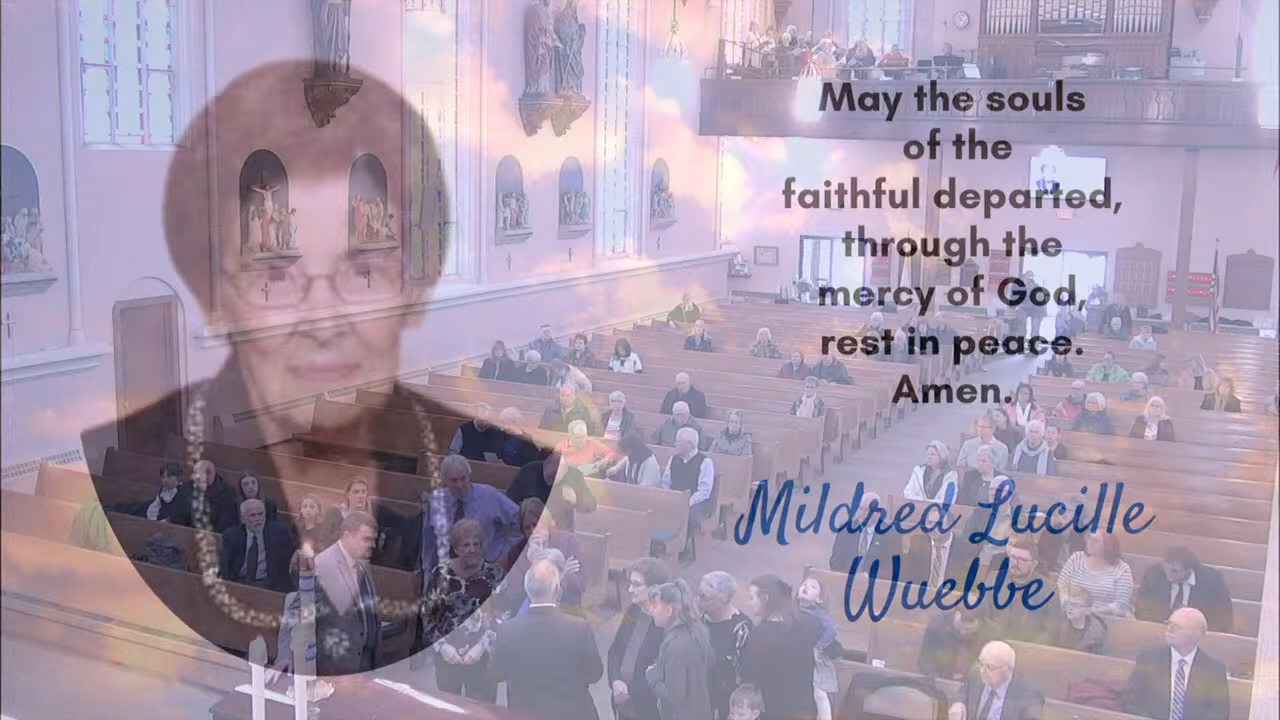 May the souls
of the
faithful departed,
through the
mercy of God,
rest in peace.
Amen.
Mildred Lucille
Wuebbe